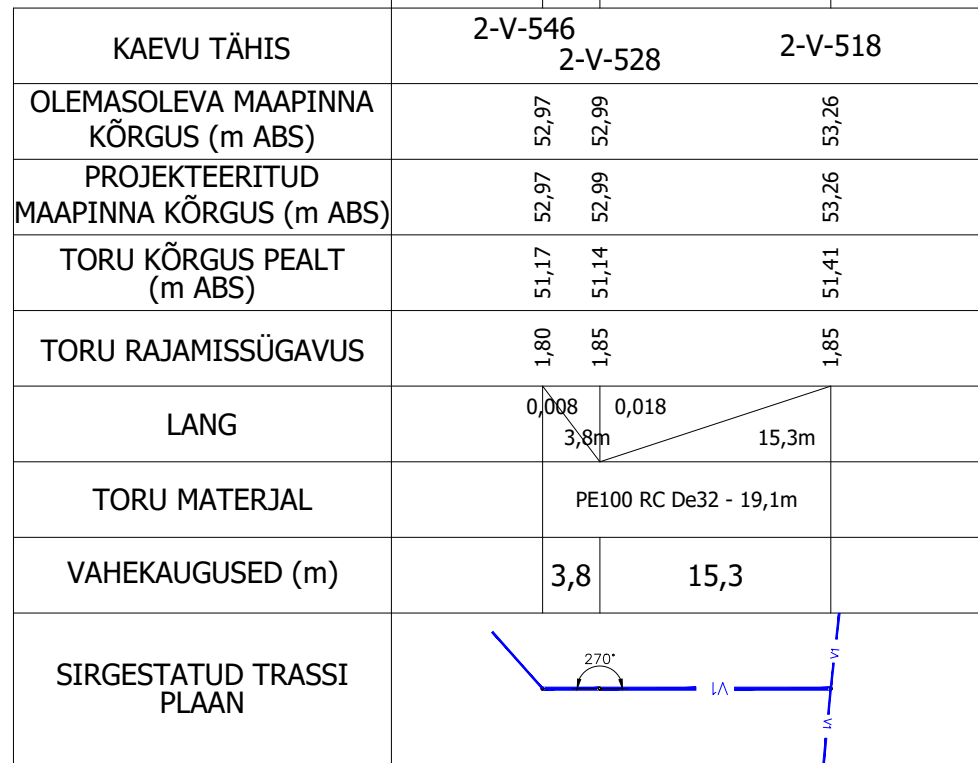 KAEVU TÄHIS
2-V-546
2-V-528
2-V-518
OLEMASOLEVA MAAPINNA
KÕRGUS (m ABS)
52,97
52,99
53,26
PROJEKTEERITUD
MAAPINNA KÕRGUS (m ABS)
52,97
52,99
53,26
TORU KÕRGUS PEALT
(m ABS)
51,17
51,14
51,41
TORU RAJAMISSÜGAVUS
1,80
1,85
1,85
LANG
0,008
3,8m
0,018
15,3m
TORU MATERJAL
PE100 RC De32 - 19,1m
VAHEKAUGUSED (m)
3,8
15,3
SIRGESTATUD TRASSI
PLAAN
270°
V1
V1
V1